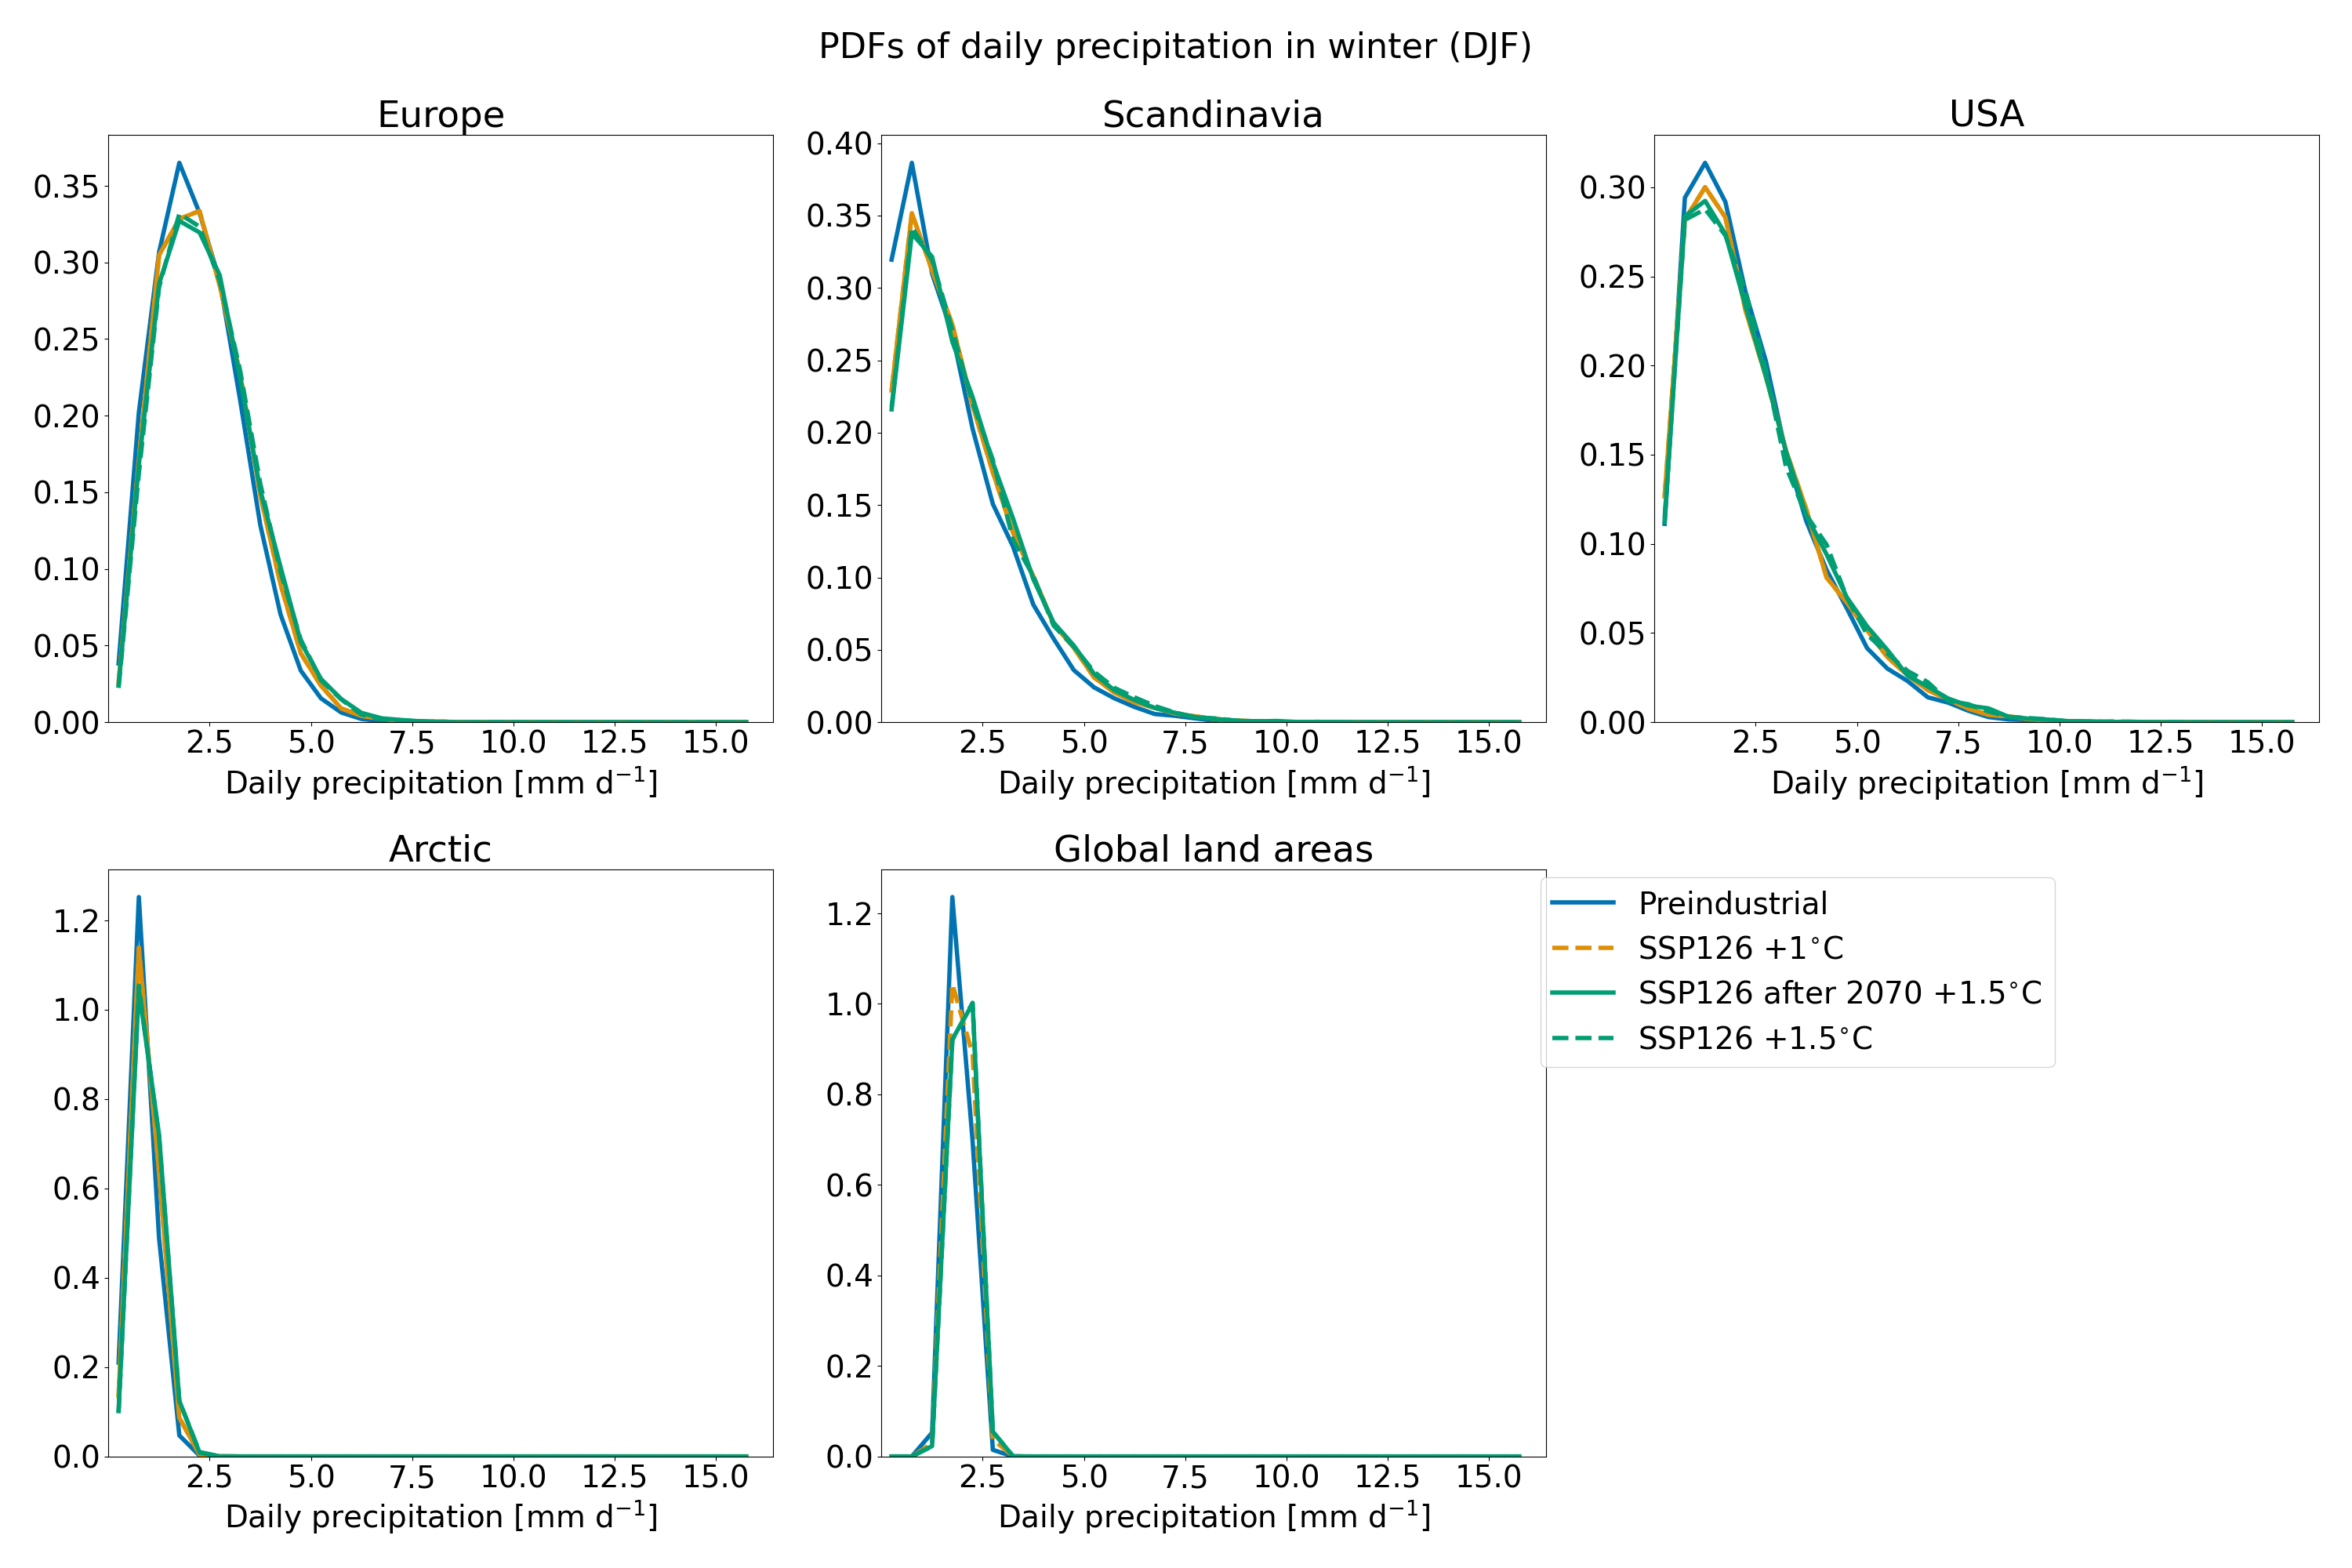 PDFs of daily precipitation in winter (DJF)
Europe
Scandinavia
USA
0.35
0.30
0.25
0.20
0.15
0.10
0.05
0.00
0.40
0.35
0.30
0.25
0.20
0.15
0.10
0.05
0.00
0.30
0.25
0.20
0.15
0.10
0.05
0.00
2.5 5.0 7.5 10.0 12.5 15.0
2.5 5.0 7.5 10.0 12.5 15.0
2.5 5.0 7.5 10.0 12.5 15.0
Daily precipitation [mm d⁻¹]
Daily precipitation [mm d⁻¹]
Daily precipitation [mm d⁻¹]
Arctic
Global land areas
1.2
1.0
0.8
0.6
0.4
0.2
0.0
1.2
1.0
0.8
0.6
0.4
0.2
0.0
Preindustrial
SSP126 +1°C
SSP126 after 2070 +1.5°C
SSP126 +1.5°C
2.5 5.0 7.5 10.0 12.5 15.0
2.5 5.0 7.5 10.0 12.5 15.0
Daily precipitation [mm d⁻¹]
Daily precipitation [mm d⁻¹]